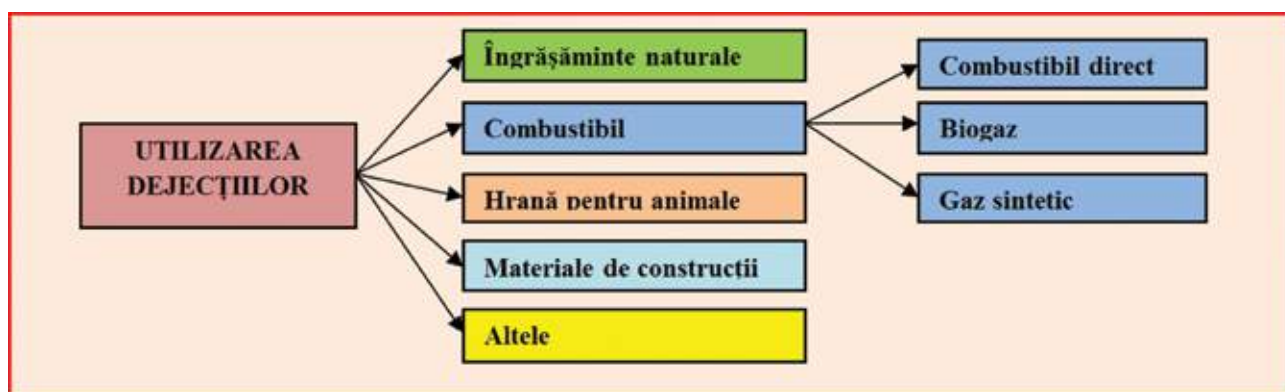 UTILIZAREA
DEJECȚIILOR
Îngrășăminte naturale
Combustibil
Hrană pentru animale
Materiale de construcții
Altele
Combustibil direct
Biogaz
Gaz sintetic